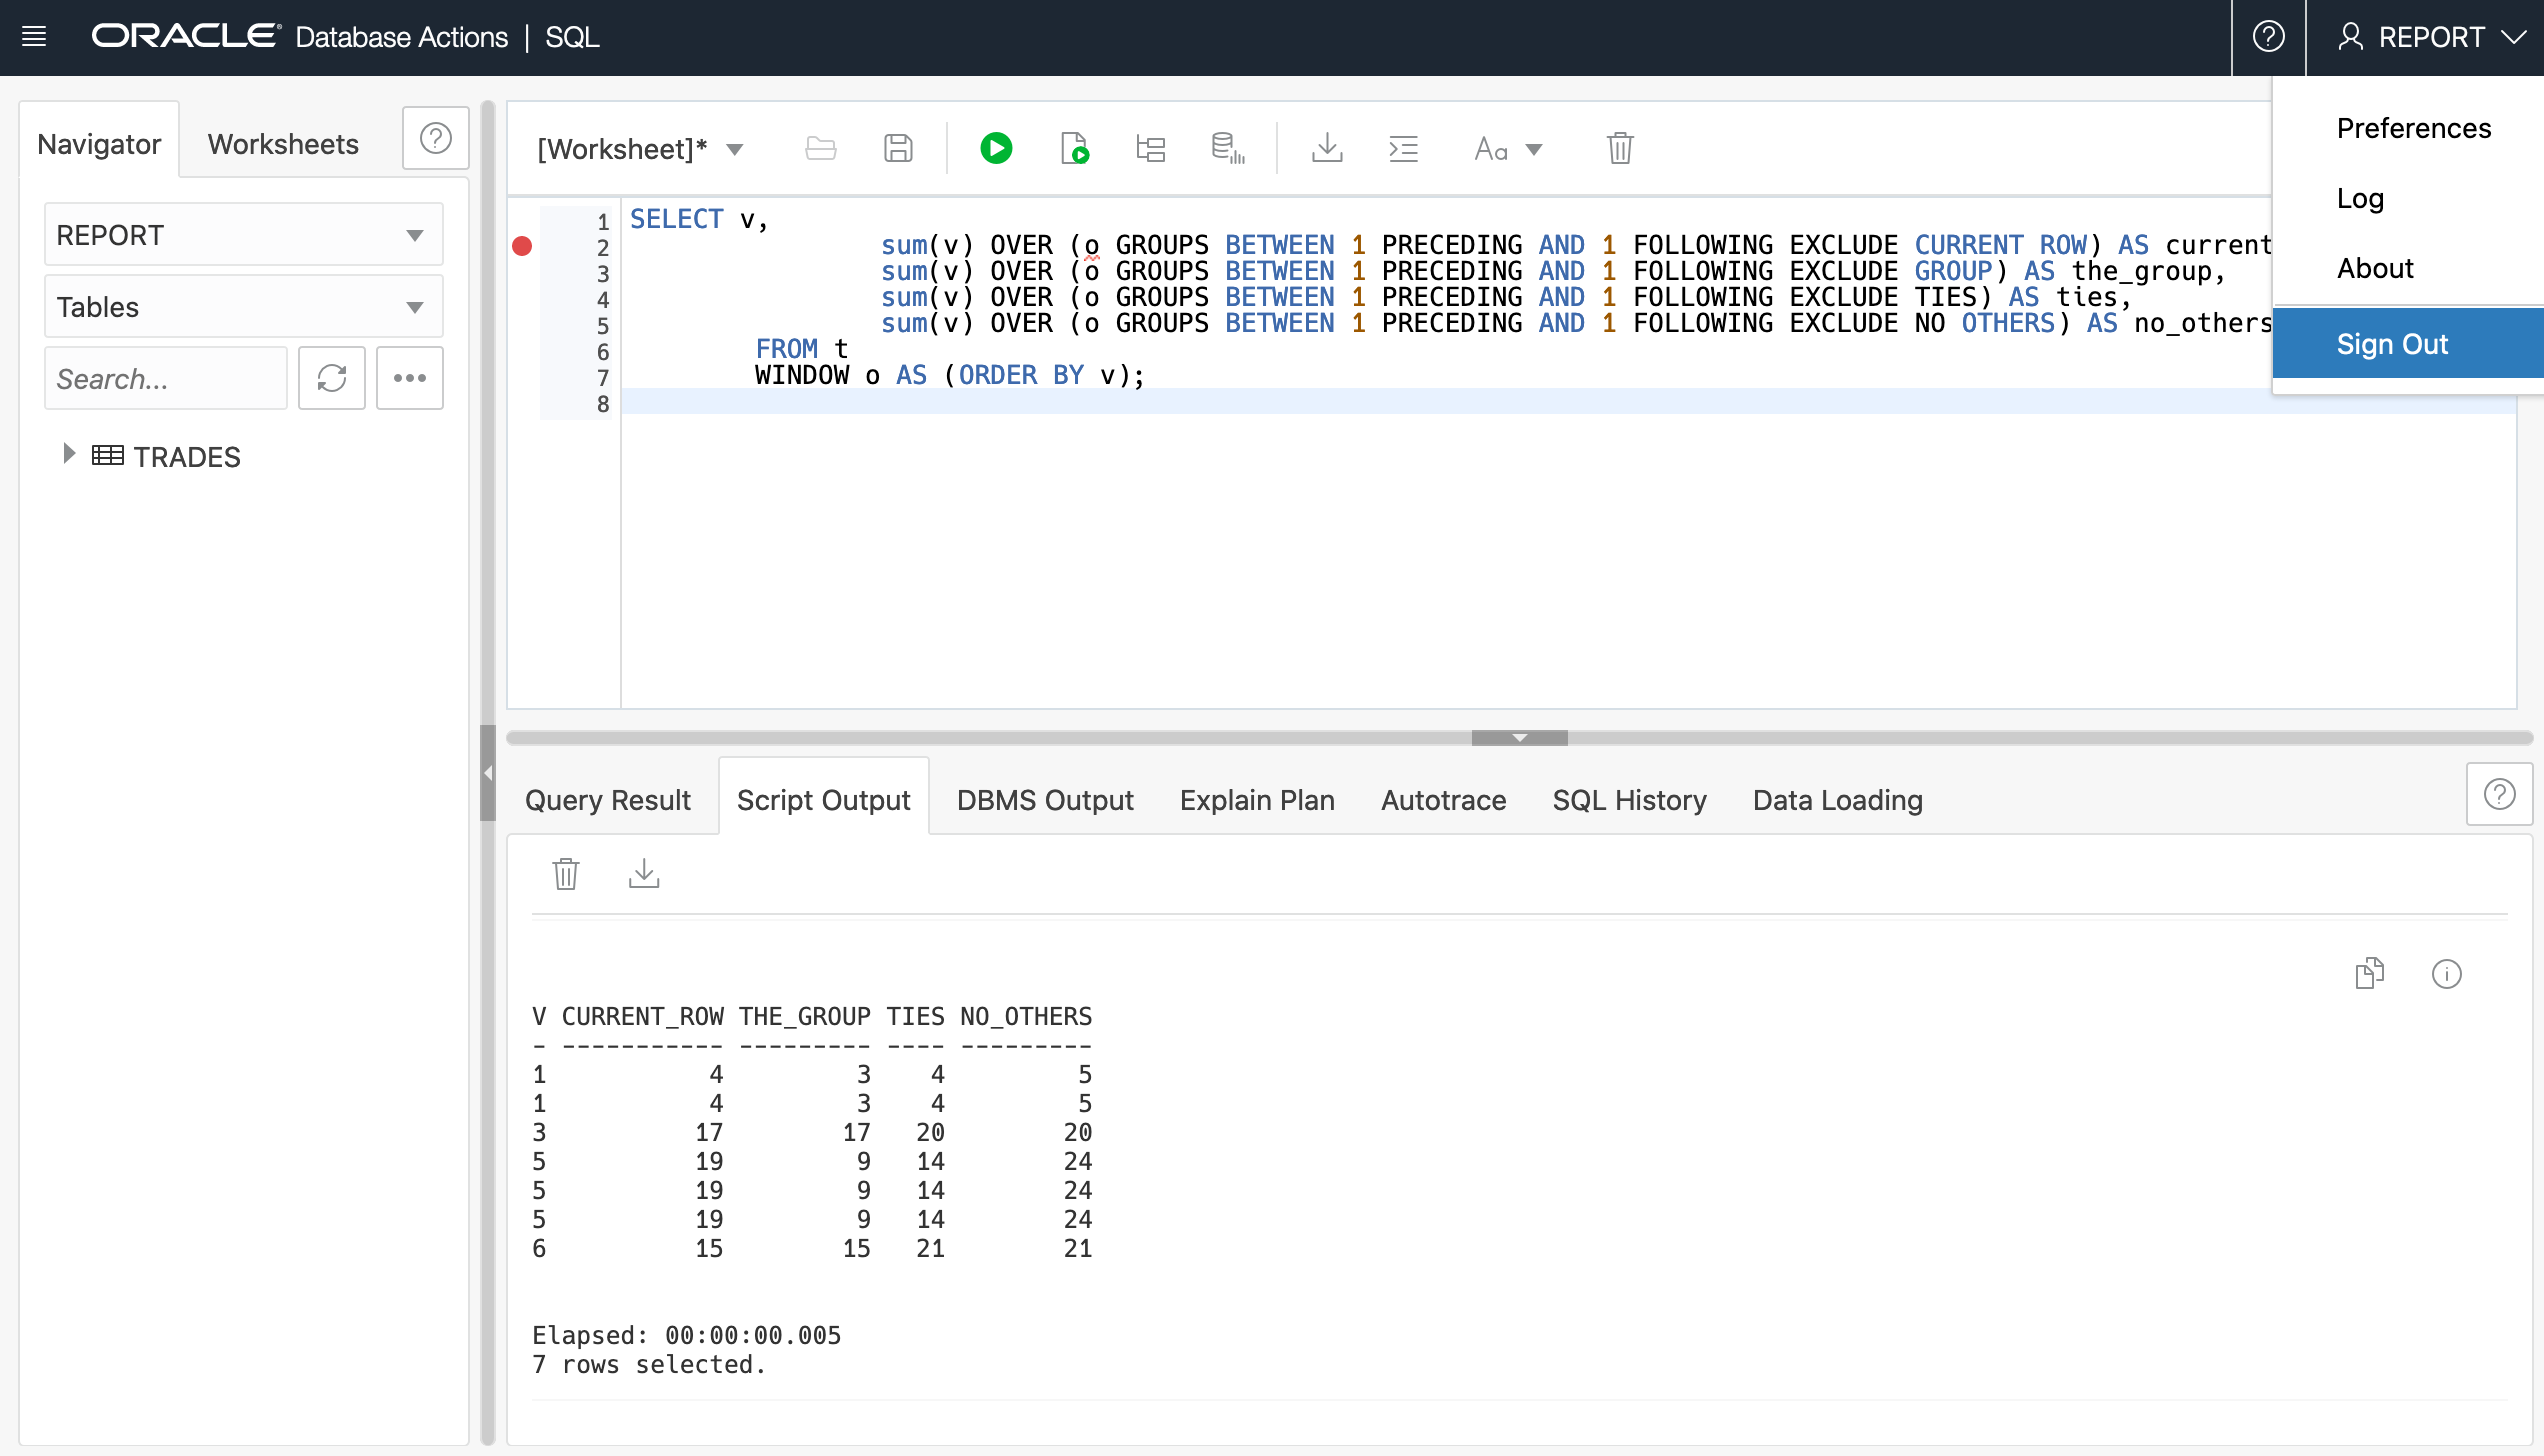 ORACLE Database Actions | SQL
REPORT
Preferences
Log
About
Sign Out
Navigator
Worksheets
REPORT
Tables
Search...
TRADES
[Worksheet]*
Aa
1 SELECT v,
2 sum(v) OVER (o GROUPS BETWEEN 1 PRECEDING AND 1 FOLLOWING EXCLUDE CURRENT ROW) AS current
3 sum(v) OVER (o GROUPS BETWEEN 1 PRECEDING AND 1 FOLLOWING EXCLUDE GROUP) AS the_group,
4 sum(v) OVER (o GROUPS BETWEEN 1 PRECEDING AND 1 FOLLOWING EXCLUDE TIES) AS ties,
5 sum(v) OVER (o GROUPS BETWEEN 1 PRECEDING AND 1 FOLLOWING EXCLUDE NO OTHERS) AS no_others
6 FROM t
7 WINDOW o AS (ORDER BY v);
8
Query Result
Script Output
DBMS Output
Explain Plan
Autotrace
SQL History
Data Loading
V CURRENT_ROW THE_GROUP TIES NO_OTHERS
- ----------- --------- ---- ---------
1 4 3 4 5
1 4 3 4 5
3 17 17 20 20
5 19 9 14 24
5 19 9 14 24
5 19 9 14 24
6 15 15 21 21
Elapsed: 00:00:00.005
7 rows selected.